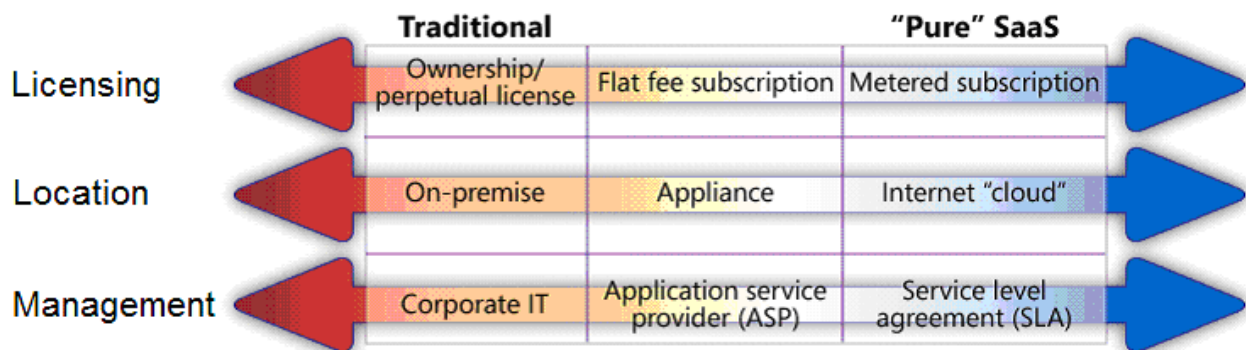 Traditional “Pure” SaaS
Licensing
Ownership/
perpetual license
Flat fee subscription
Metered subscription
Location
On-premise
Appliance
Internet “cloud”
Management
Corporate IT
Application service
provider (ASP)
Service level
agreement (SLA)